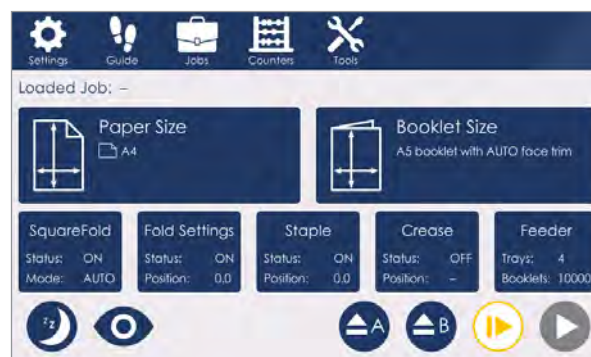 Settings Guide Jobs Counters Tools
Loaded Job: –
Paper Size
A4
Booklet Size
A5 booklet with AUTO face trim
SquareFold
Status: ON
Mode: AUTO
Fold Settings
Status: ON
Position: 0.0
Staple
Status: ON
Position: 0.0
Crease
Status: OFF
Position: –
Feeder
Trays: 4
Booklets: 10000
zz
A
B